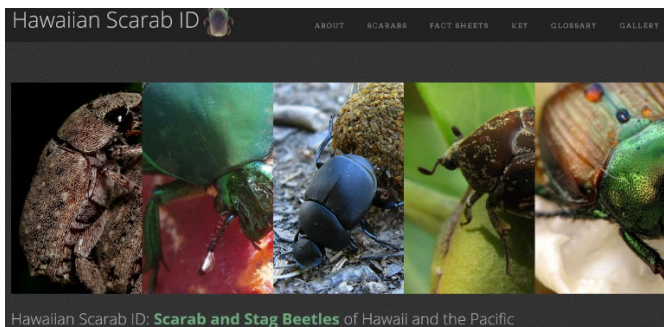 Hawaiian Scarab ID
ABOUT SCARABS FACT SHEETS KEY GLOSSARY GALLERY
Hawaiian Scarab ID: Scarab and Stag Beetles of Hawaii and the Pacific